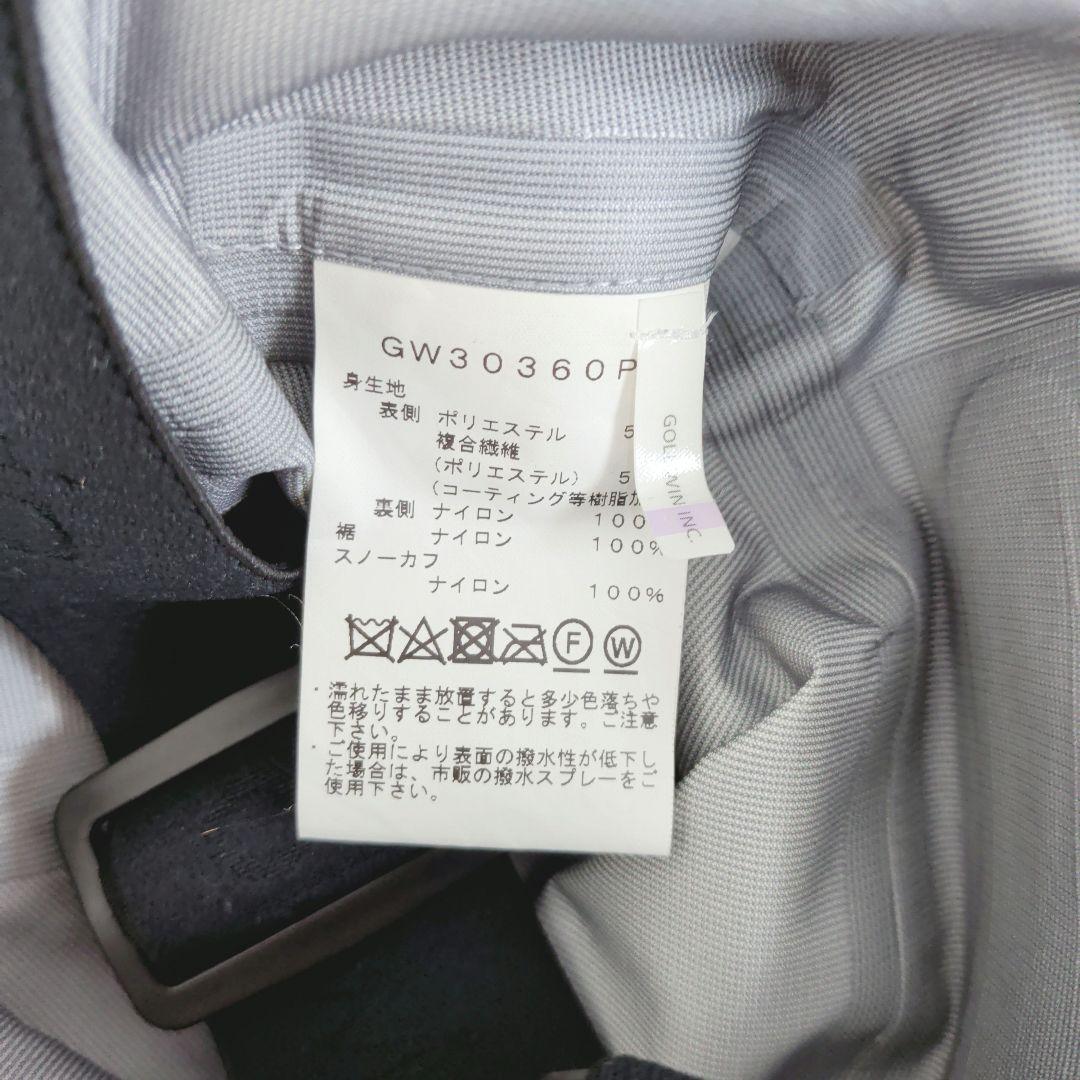 GW30360P
身生地
表側 ポリエステル 5
複合繊維
(ポリエステル) 5
(コーティング等樹脂加
裏側 ナイロン 100
裾 ナイロン 100%
スノーカフ
ナイロン 100%
F W
・濡れたまま放置すると多少色落ちや
色移りすることがあります。ご注意
下さい。
・ご使用により表面の撥水性が低下し
た場合は、市販の撥水スプレーをご
使用下さい。
GOLDWIN INC.